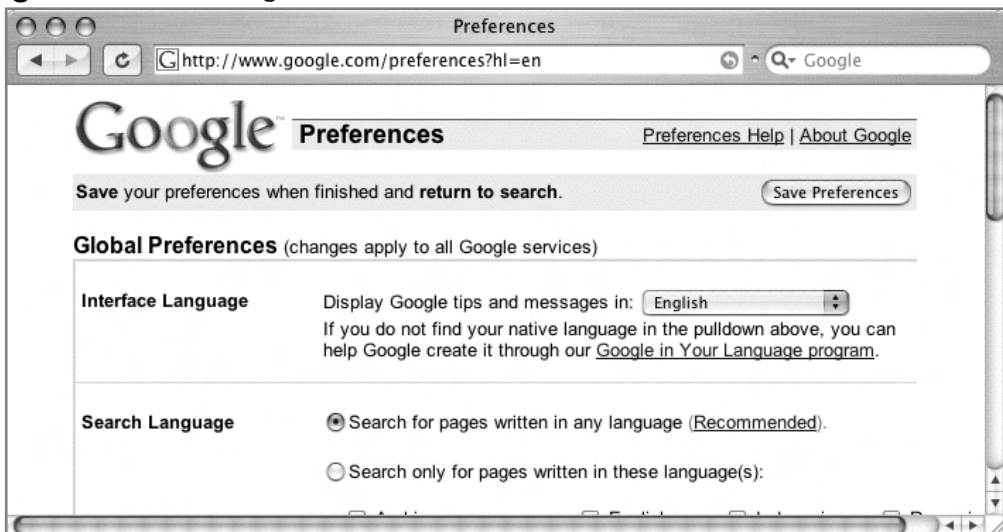 Preferences
http://www.google.com/preferences?hl=en
Google
Google™ Preferences
Preferences Help | About Google
Save your preferences when finished and return to search.
Save Preferences
Global Preferences (changes apply to all Google services)
Interface Language
Display Google tips and messages in: English
If you do not find your native language in the pulldown above, you can
help Google create it through our Google in Your Language program.
Search Language
Search for pages written in any language (Recommended).
Search only for pages written in these language(s):